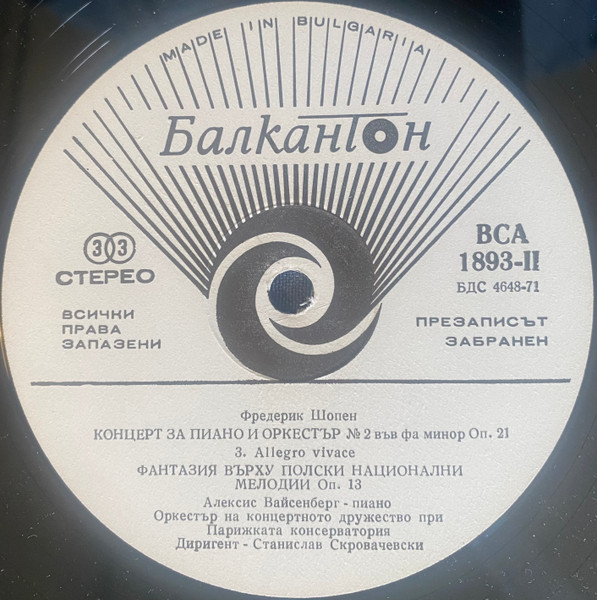 MADE IN BULGARIA
Балкантон
33
СТЕРЕО
ВСИЧКИ
ПРАВА
ЗАПАЗЕНИ
ВСА
1893-II
БДС 4648-71
ПРЕЗАПИСЪТ
ЗАБРАНЕН
Фредерик Шопен
КОНЦЕРТ ЗА ПИАНО И ОРКЕСТЪР № 2 във фа минор Оп. 21
3. Allegro vivace
ФАНТАЗИЯ ВЪРХУ ПОЛСКИ НАЦИОНАЛНИ
МЕЛОДИИ Оп. 13
Алексис Вайсенберг - пиано
Оркестър на концертното дружество при
Парижката консерватория
Диригент - Станислав Скровачевски